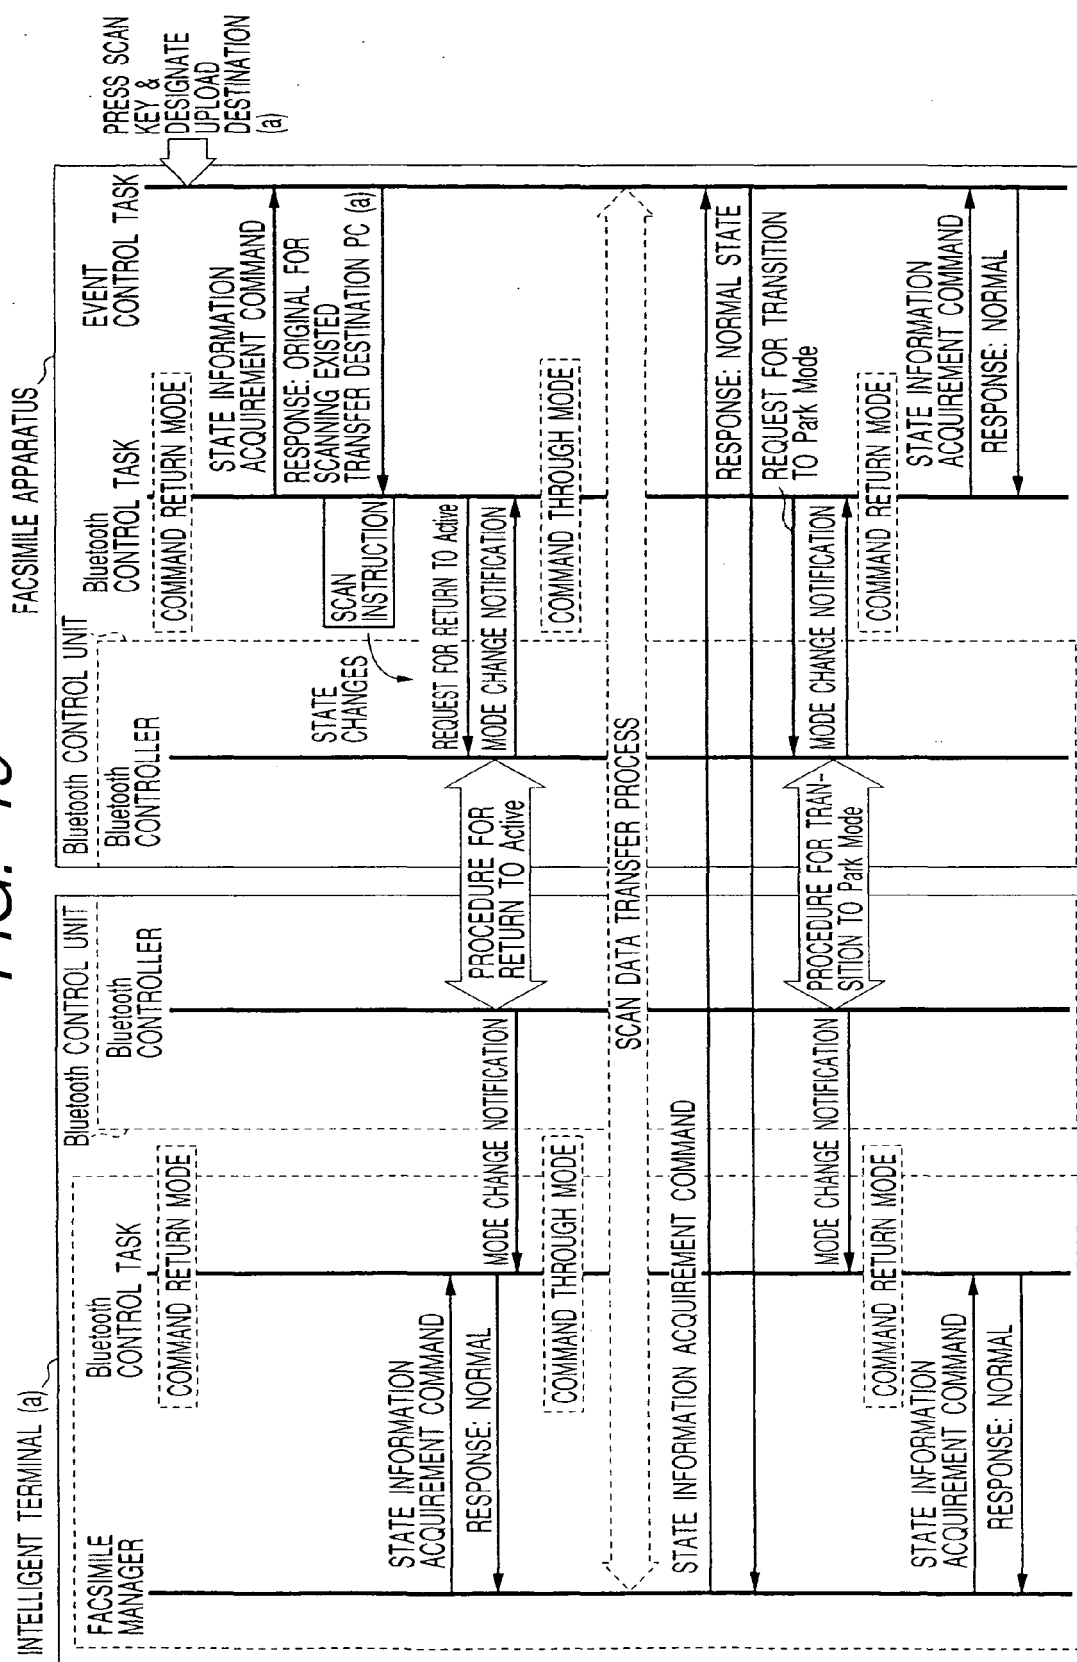 FIG.
INTELLIGENT TERMINAL (a)
FACSIMILE APPARATUS
Bluetooth CONTROL UNIT
Bluetooth CONTROL UNIT
FACSIMILE
MANAGER
Bluetooth
CONTROL TASK
Bluetooth
CONTROLLER
Bluetooth
CONTROLLER
Bluetooth
CONTROL TASK
EVENT
CONTROL TASK
PRESS SCAN
KEY &
DESIGNATE
UPLOAD
DESTINATION
(a)
COMMAND RETURN MODE
COMMAND RETURN MODE
STATE INFORMATION
ACQUIREMENT COMMAND
RESPONSE: ORIGINAL FOR
SCANNING EXISTED
TRANSFER DESTINATION PC (a)
SCAN
INSTRUCTION
STATE
CHANGES
STATE INFORMATION
ACQUIREMENT COMMAND
REQUEST FOR RETURN TO Active
RESPONSE: NORMAL
PROCEDURE FOR
RETURN TO Active
MODE CHANGE NOTIFICATION
MODE CHANGE NOTIFICATION
COMMAND THROUGH MODE
COMMAND THROUGH MODE
SCAN DATA TRANSFER PROCESS
STATE INFORMATION ACQUIREMENT COMMAND
RESPONSE: NORMAL STATE
REQUEST FOR TRANSITION
TO Park Mode
PROCEDURE FOR TRAN-
SITION TO Park Mode
MODE CHANGE NOTIFICATION
MODE CHANGE NOTIFICATION
COMMAND RETURN MODE
COMMAND RETURN MODE
STATE INFORMATION
ACQUIREMENT COMMAND
STATE INFORMATION
ACQUIREMENT COMMAND
RESPONSE: NORMAL
RESPONSE: NORMAL